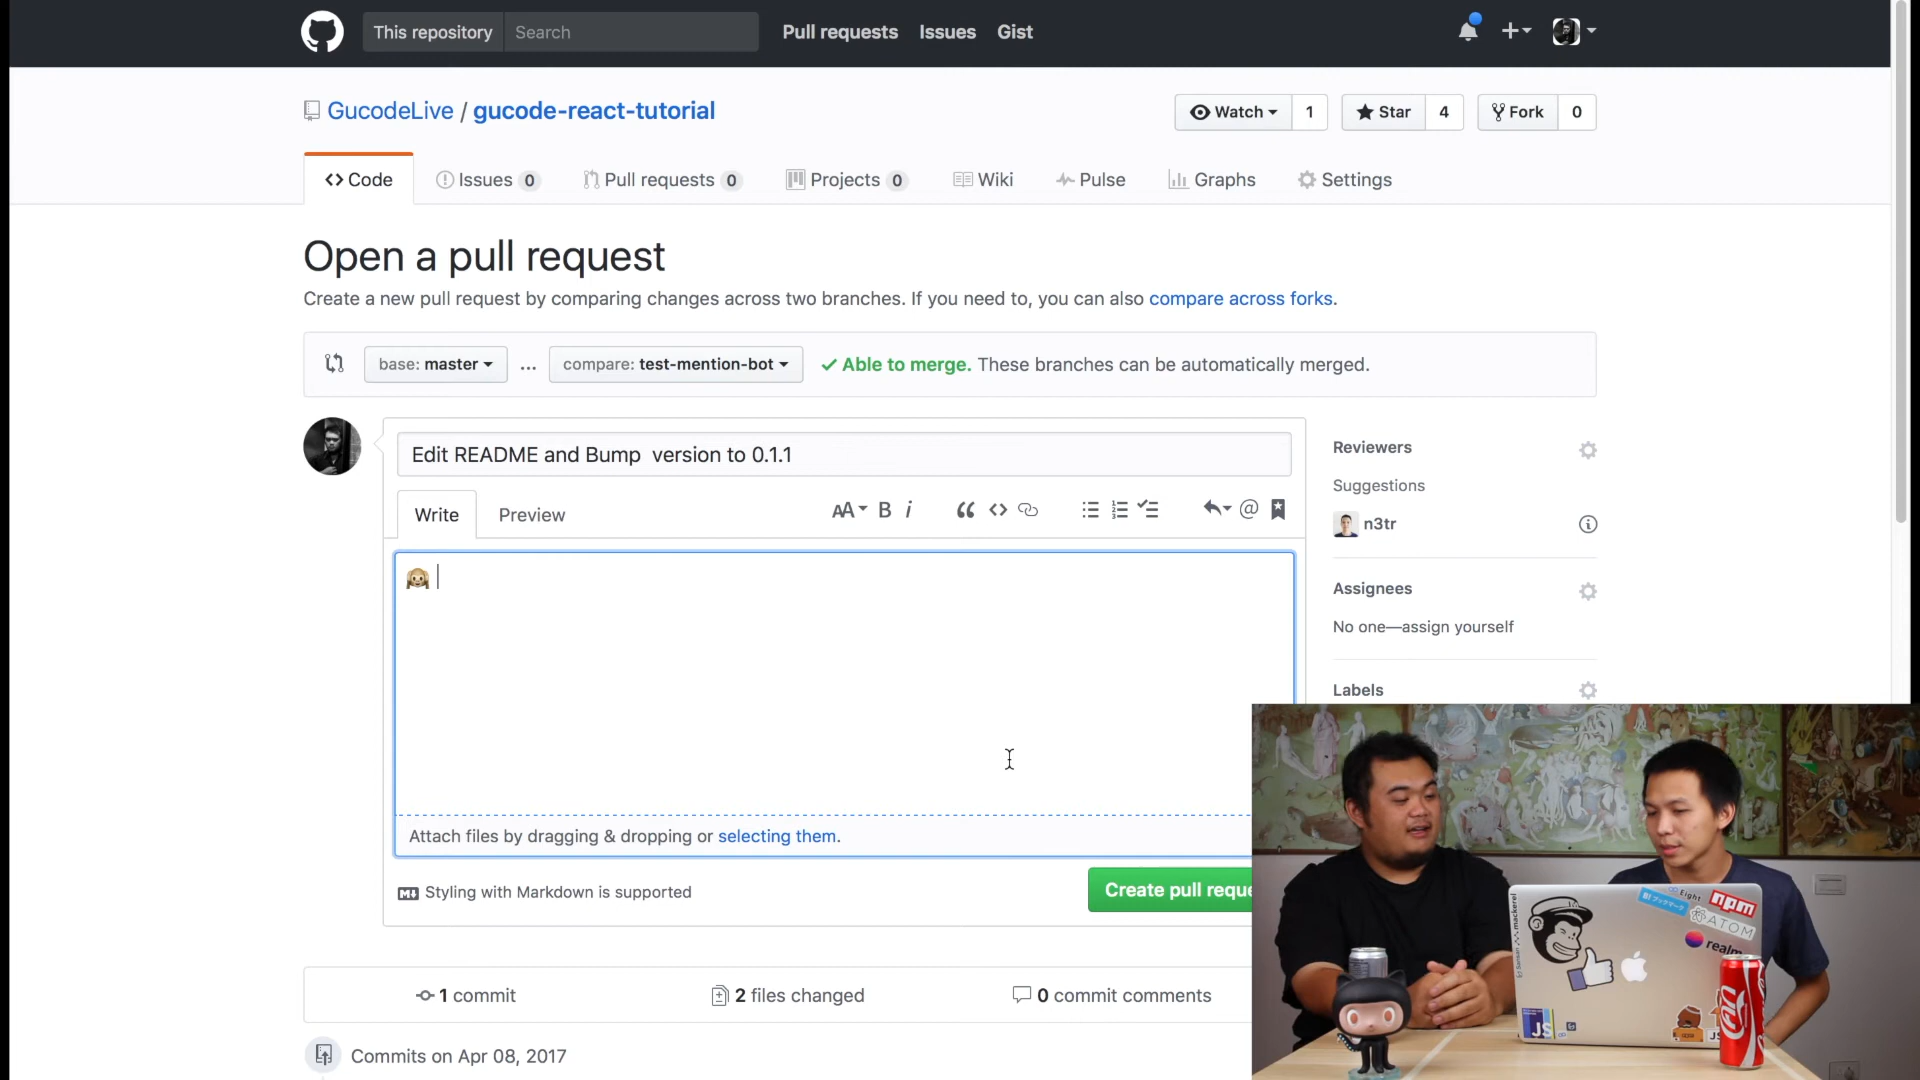 This repository Search Pull requests Issues Gist
GucodeLive / gucode-react-tutorial
Watch 1 Star 4 Fork 0
Code Issues 0 Pull requests 0 Projects 0 Wiki Pulse Graphs Settings
Open a pull request
Create a new pull request by comparing changes across two branches. If you need to, you can also compare across forks.
base: master ... compare: test-mention-bot Able to merge. These branches can be automatically merged.
Edit README and Bump  version to 0.1.1
Write Preview AA B i @
Reviewers
Suggestions
n3tr
Assignees
No one—assign yourself
Labels
Attach files by dragging & dropping or selecting them.
Styling with Markdown is supported
Create pull reque
1 commit 2 files changed 0 commit comments
Commits on Apr 08, 2017
Eight
npm
ATOM
realm
mackerel
JS